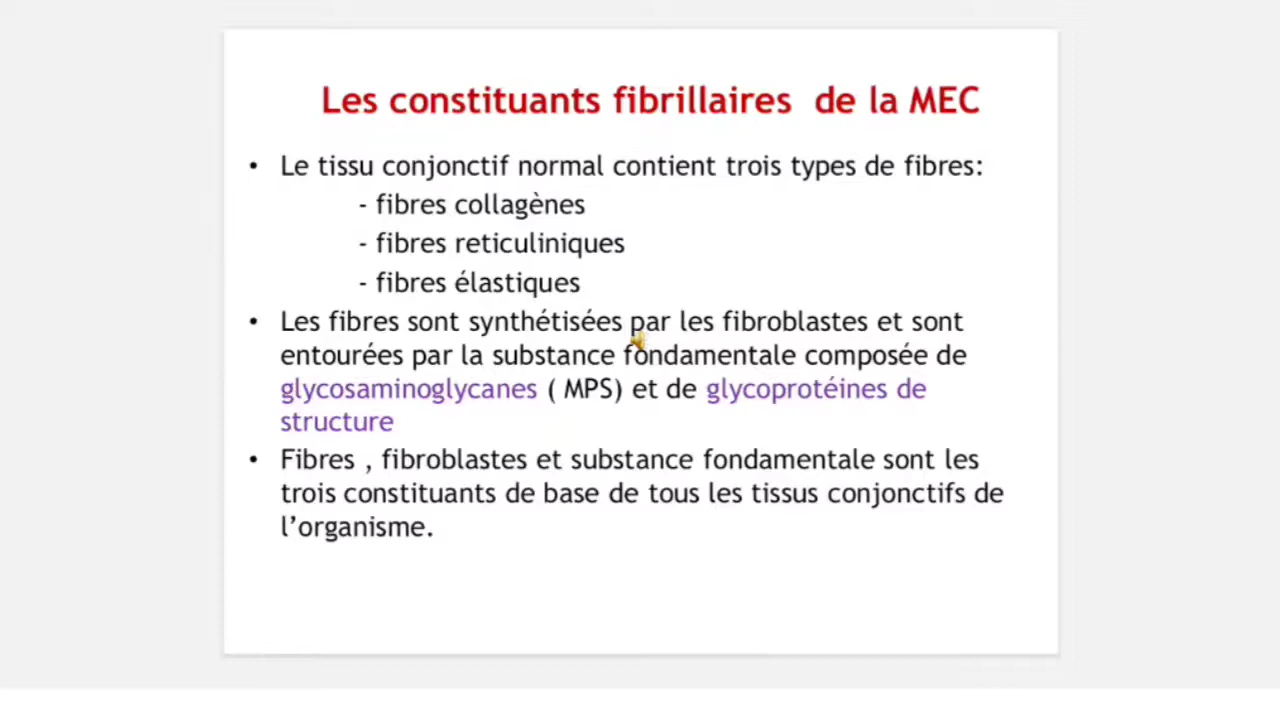 Les constituants fibrillaires de la MEC
• Le tissu conjonctif normal contient trois types de fibres:
- fibres collagènes
- fibres reticuliniques
- fibres élastiques
• Les fibres sont synthétisées par les fibroblastes et sont
entourées par la substance fondamentale composée de
glycosaminoglycanes ( MPS) et de glycoprotéines de
structure
• Fibres , fibroblastes et substance fondamentale sont les
trois constituants de base de tous les tissus conjonctifs de
l’organisme.